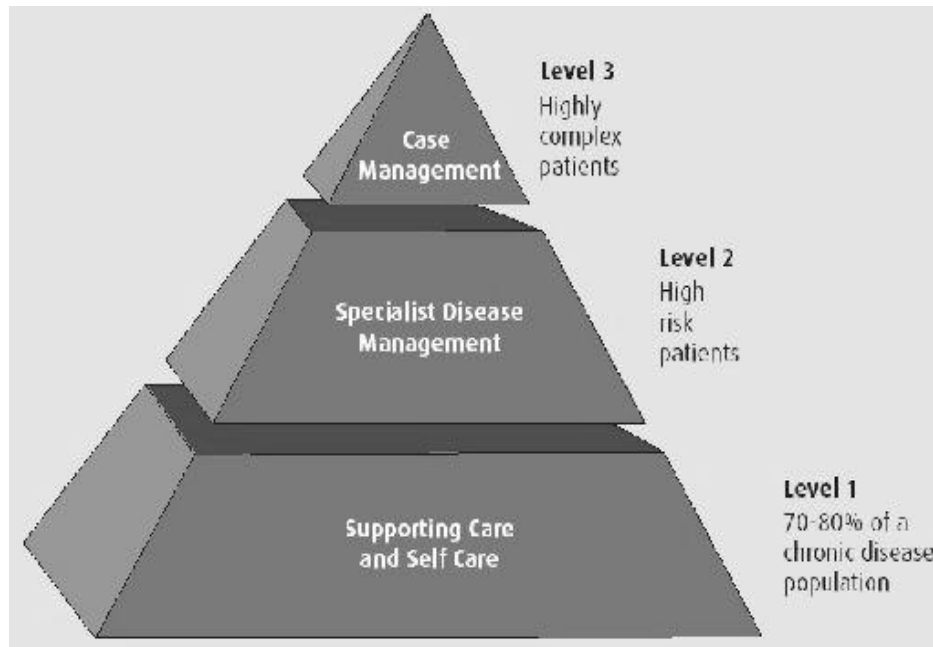 Level 3
Highly
complex
patients
Case
Management
Level 2
High
risk
patients
Specialist Disease
Management
Level 1
70-80% of a
chronic disease
population
Supporting Care
and Self Care